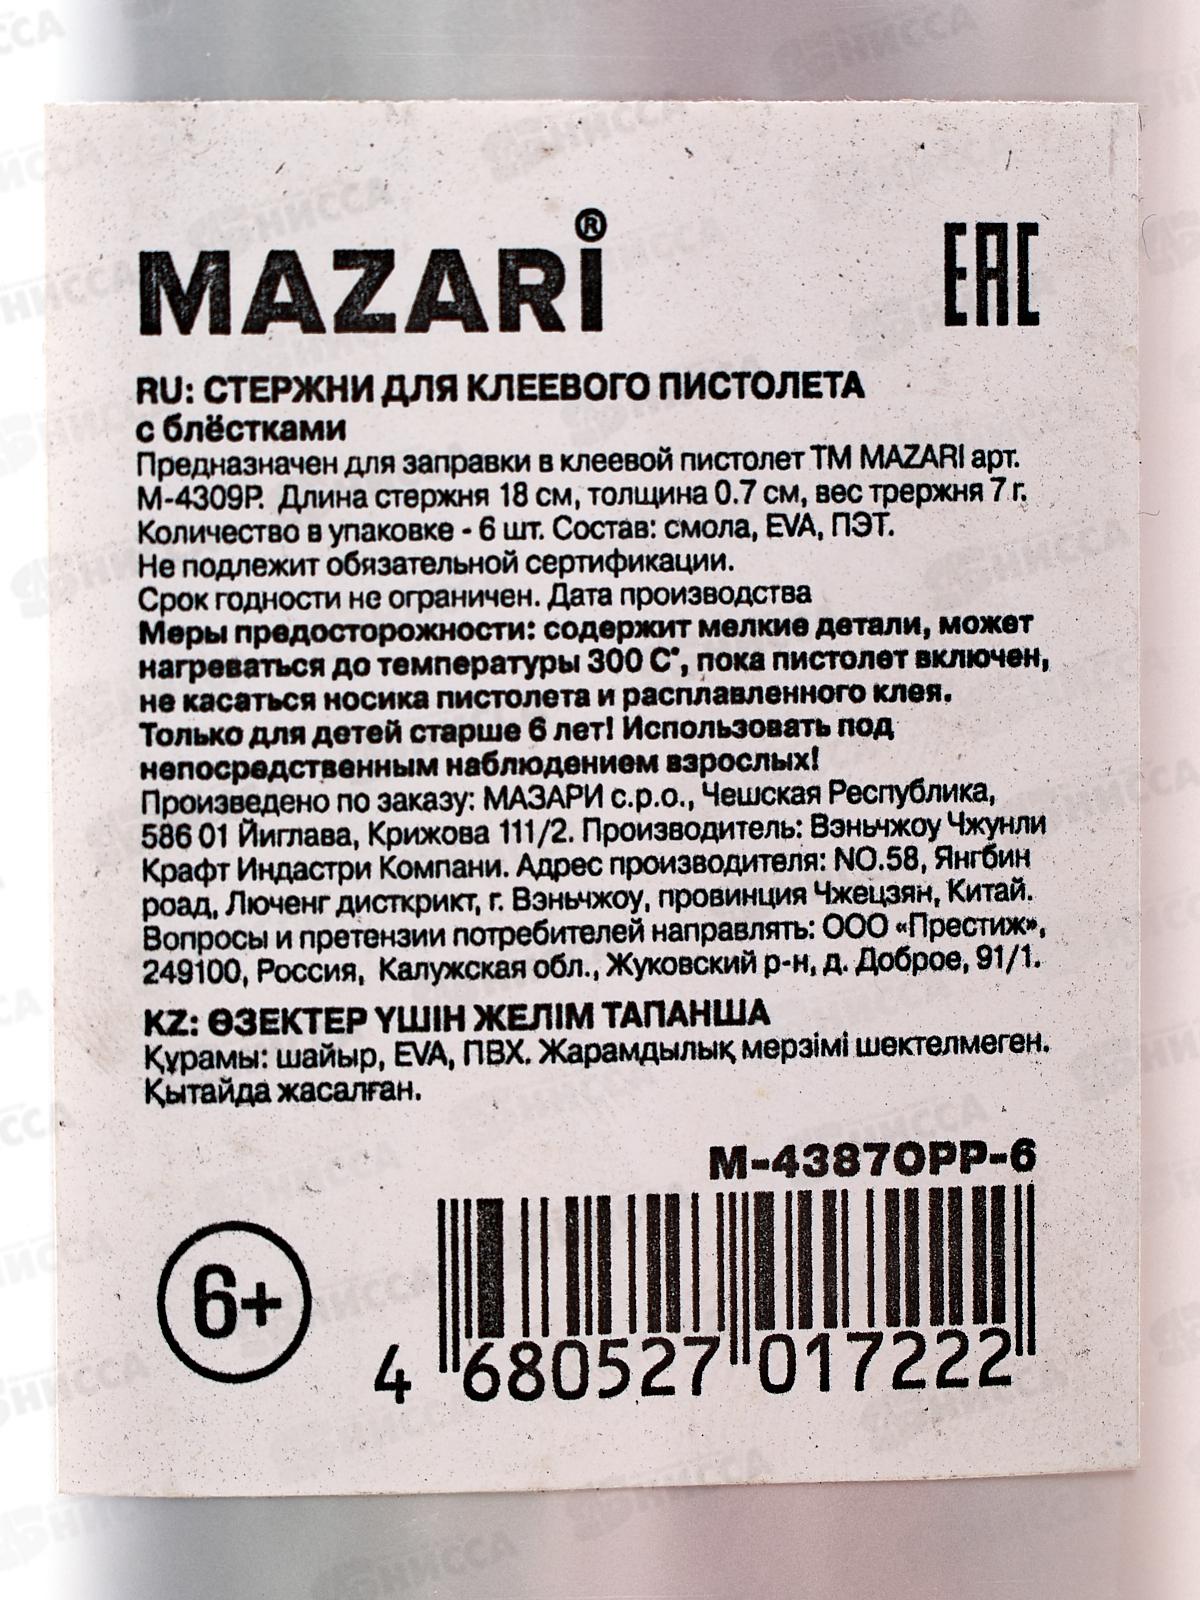 MAZARi®
EAC
RU: СТЕРЖНИ ДЛЯ КЛЕЕВОГО ПИСТОЛЕТА
с блёстками
Предназначен для заправки в клеевой пистолет ТМ MAZARI арт.
М-4309Р. Длина стержня 18 см, толщина 0.7 см, вес трержня 7 г.
Количество в упаковке - 6 шт. Состав: смола, EVA, ПЭТ.
Не подлежит обязательной сертификации.
Срок годности не ограничен. Дата производства
Меры предосторожности: содержит мелкие детали, может
нагреваться до температуры 300 С°, пока пистолет включен,
не касаться носика пистолета и расплавленного клея.
Только для детей старше 6 лет! Использовать под
непосредственным наблюдением взрослых!
Произведено по заказу: МАЗАРИ с.р.о., Чешская Республика,
586 01 Йиглава, Крижова 111/2. Производитель: Вэньчжоу Чжунли
Крафт Индастри Компани. Адрес производителя: NO.58, Янгбин
роад, Люченг дисткрикт, г. Вэньчжоу, провинция Чжецзян, Китай.
Вопросы и претензии потребителей направлять: ООО «Престиж»,
249100, Россия, Калужская обл., Жуковский р-н, д. Доброе, 91/1.
KZ: ӨЗЕКТЕР ҮШІН ЖЕЛІМ ТАПАНША
Құрамы: шайыр, EVA, ПВХ. Жарамдылық мерзімі шектелмеген.
Қытайда жасалған.
M-4387OPP-6
6+
4 680527 017222